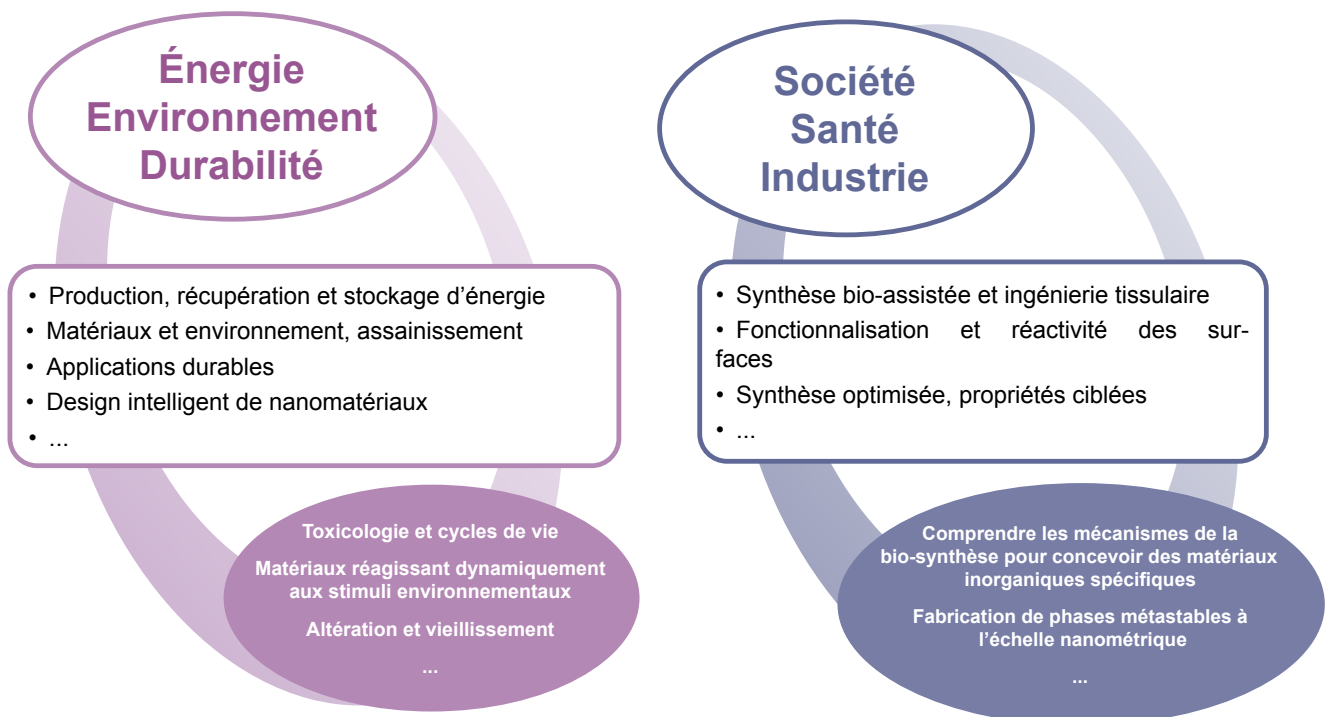 Énergie
Environnement
Durabilité
• Production, récupération et stockage d’énergie
• Matériaux et environnement, assainissement
• Applications durables
• Design intelligent de nanomatériaux
• ...
Toxicologie et cycles de vie
Matériaux réagissant dynamiquement
aux stimuli environnementaux
Altération et vieillissement
...
Société
Santé
Industrie
• Synthèse bio-assistée et ingénierie tissulaire
• Fonctionnalisation et réactivité des sur-
faces
• Synthèse optimisée, propriétés ciblées
• ...
Comprendre les mécanismes de la
bio-synthèse pour concevoir des matériaux
inorganiques spécifiques
Fabrication de phases métastables à
l’échelle nanométrique
...